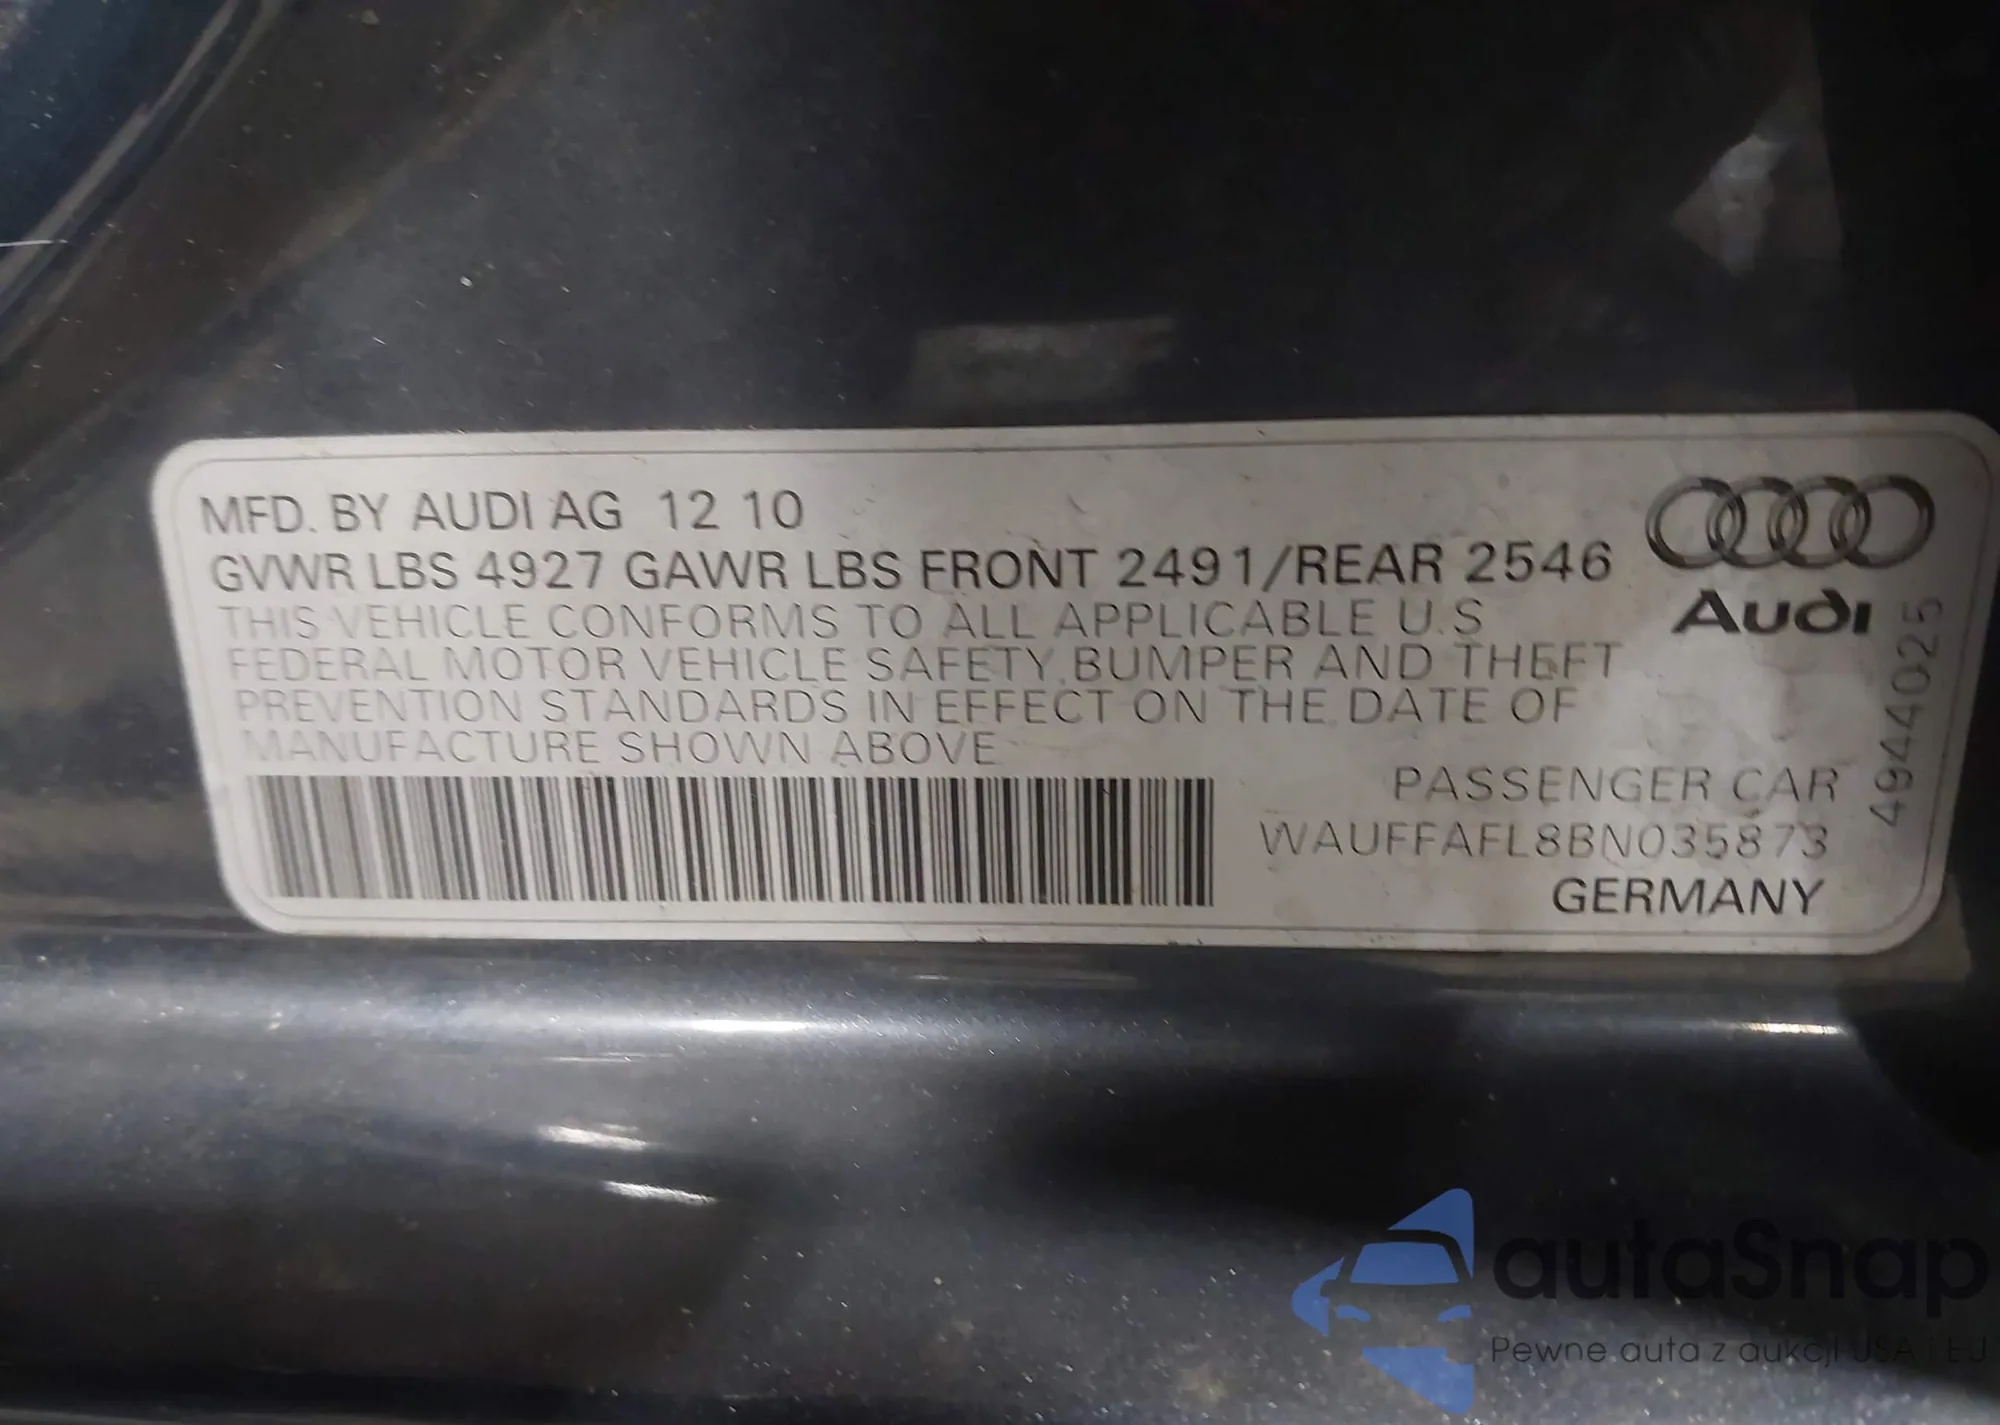 MFD. BY AUDI AG 12 10
GVWR LBS 4927 GAWR LBS FRONT 2491/REAR 2546
THIS VEHICLE CONFORMS TO ALL APPLICABLE U.S
FEDERAL MOTOR VEHICLE SAFETY, BUMPER AND THEFT
PREVENTION STANDARDS IN EFFECT ON THE DATE OF
MANUFACTURE SHOWN ABOVE
Audi
4944025
PASSENGER CAR
WAUFFAFL8BN035873
GERMANY
autaSnap
Pewne auta z aukcji USA i EU